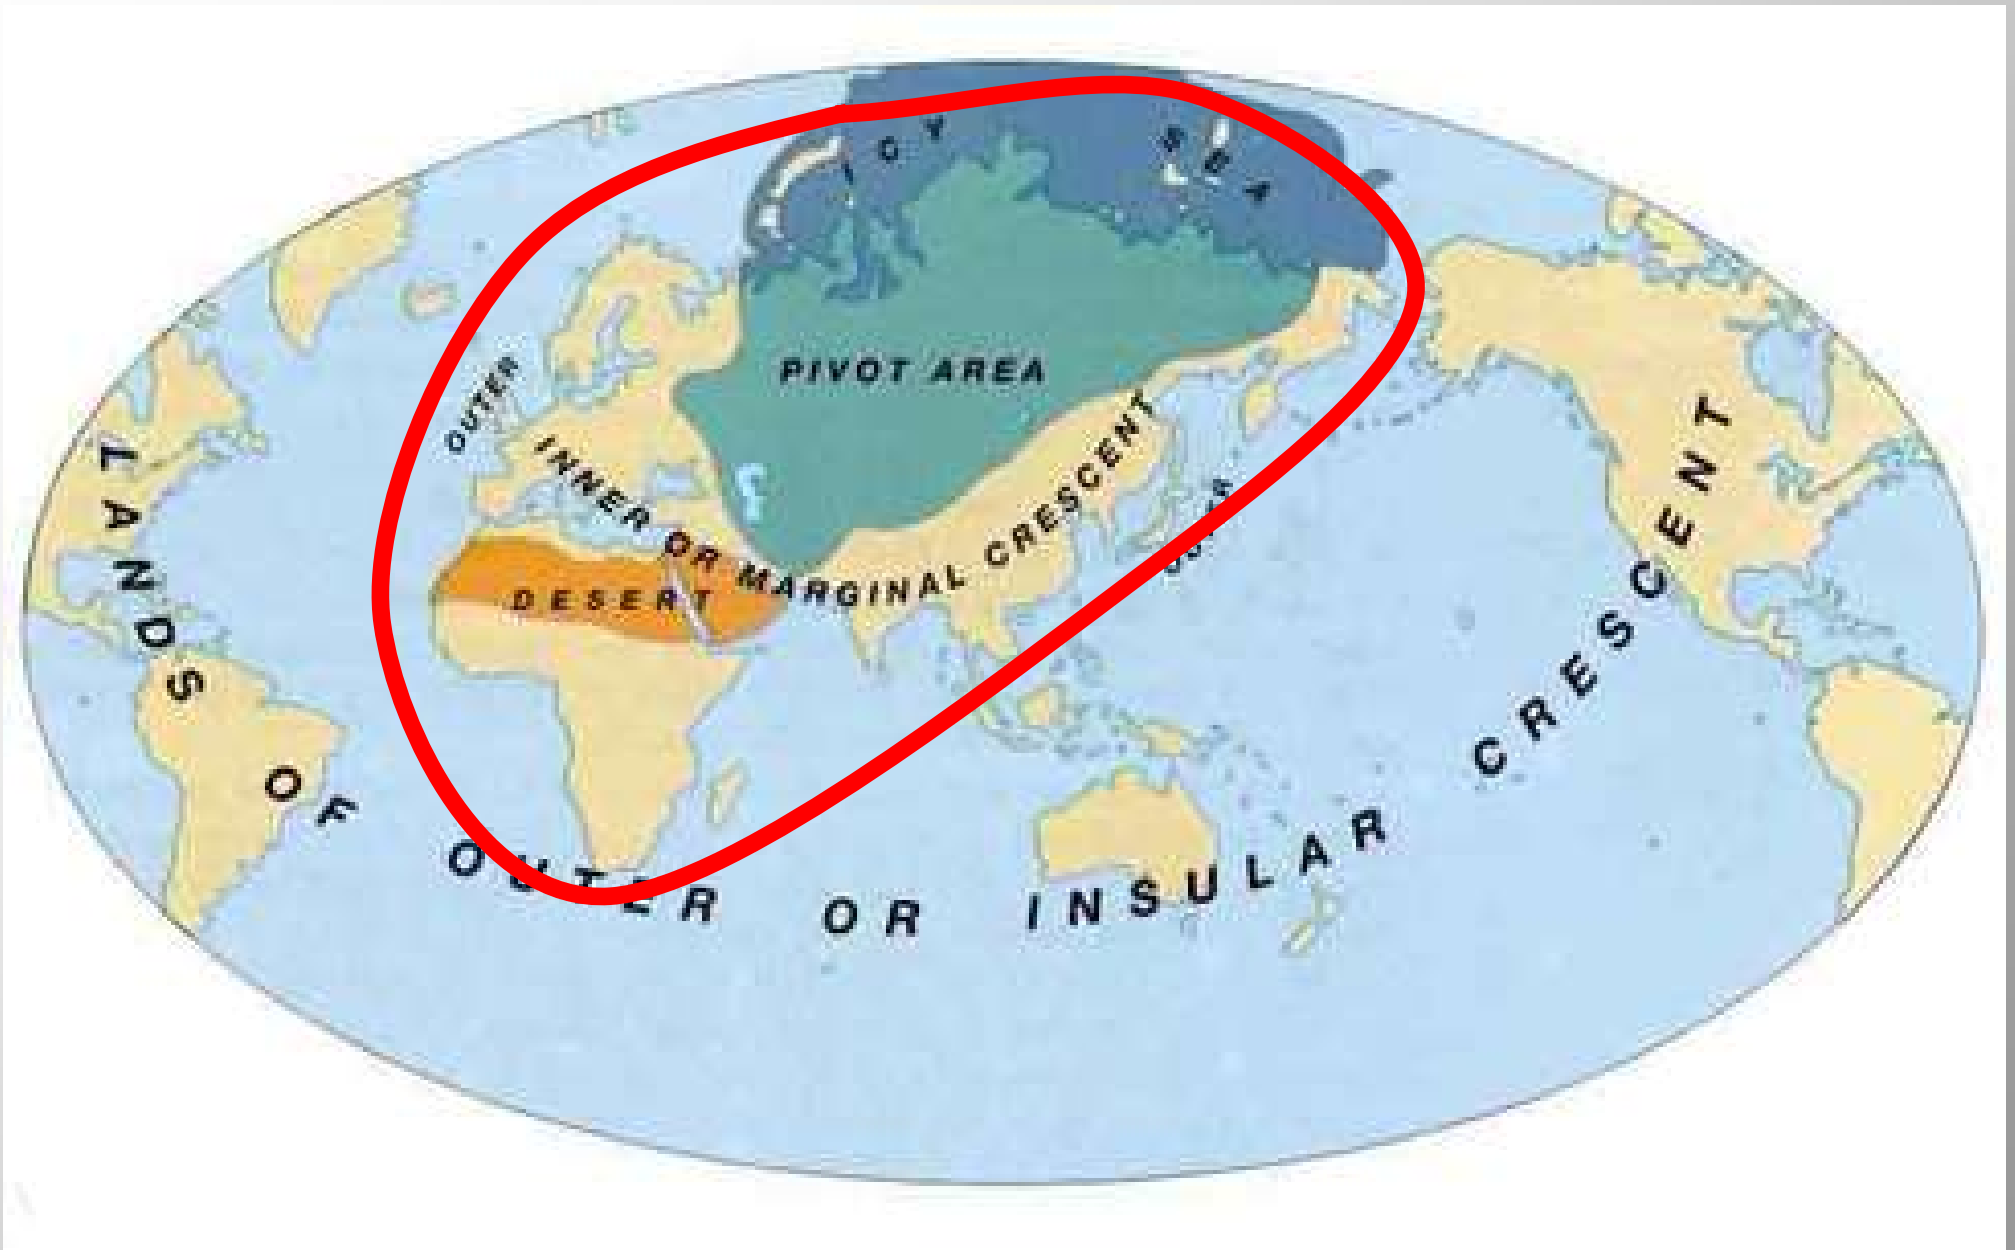 ICY SEA
PIVOT AREA
OUTER
INNER OR MARGINAL CRESCENT
DESERT
LANDS OF OUTER OR INSULAR CRESCENT